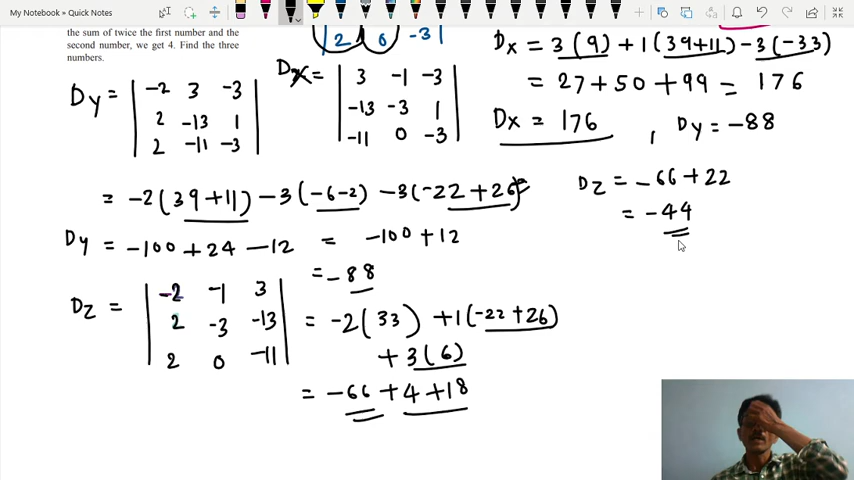 My Notebook » Quick Notes
the sum of twice the first number and the
second number, we get 4. Find the three
numbers.
2 0 -3
Dx = 3(9) + 1(39+11) - 3(-33)
= 27 + 50 + 99 = 176
Dx = 176 , Dy = -88
Dy = | -2 3 -3 |
| 2 -13 1 |
| 2 -11 -3 |
Dx = | 3 -1 -3 |
| -13 -3 1 |
| -11 0 -3 |
= -2(39+11) - 3(-6-2) - 3(-22+26)
Dy = -100 + 24 - 12 = -100 + 12
= -88
Dz = -66 + 22
= -44
Dz = | -2 -1 3 |
| 2 -3 -13 |
| 2 0 -11 |
= -2(33) + 1(-22+26)
+ 3(6)
= -66 + 4 + 18